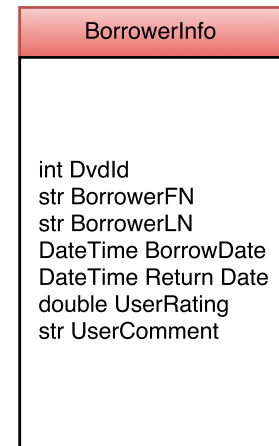 BorrowerInfo
int DvdId
str BorrowerFN
str BorrowerLN
DateTime BorrowDate
DateTime Return Date
double UserRating
str UserComment